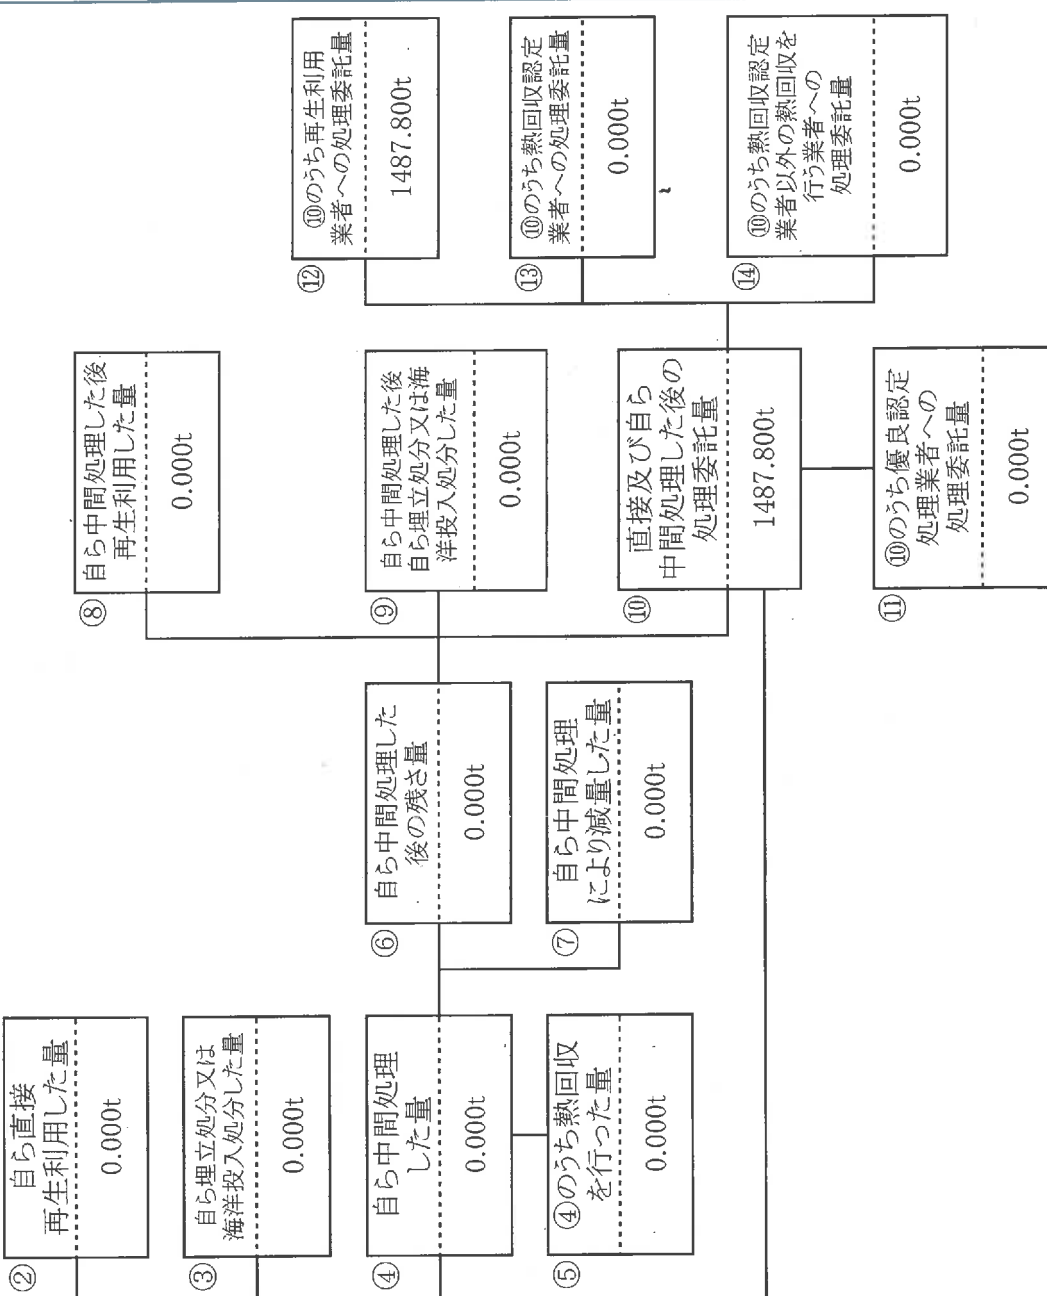 ②
自ら直接
再生利用した量
0.000t
③
自ら埋立処分又は
海洋投入処分した量
0.000t
④
自ら中間処理
した量
0.000t
⑤
④のうち熱回収
を行った量
0.000t
⑥
自ら中間処理した
後の残さ量
0.000t
⑦
自ら中間処理
により減量した量
0.000t
⑧
自ら中間処理した後
再生利用した量
0.000t
⑨
自ら中間処理した後
自ら埋立処分又は海
洋投入処分した量
0.000t
⑩
直接及び自ら
中間処理した後の
処理委託量
1487.800t
⑪
⑩のうち優良認定
処理業者への
処理委託量
0.000t
⑫
⑩のうち再生利用
業者への処理委託量
1487.800t
⑬
⑩のうち熱回収認定
業者への処理委託量
0.000t
⑭
⑩のうち熱回収認定
業者以外の熱回収を
行う業者への
処理委託量
0.000t